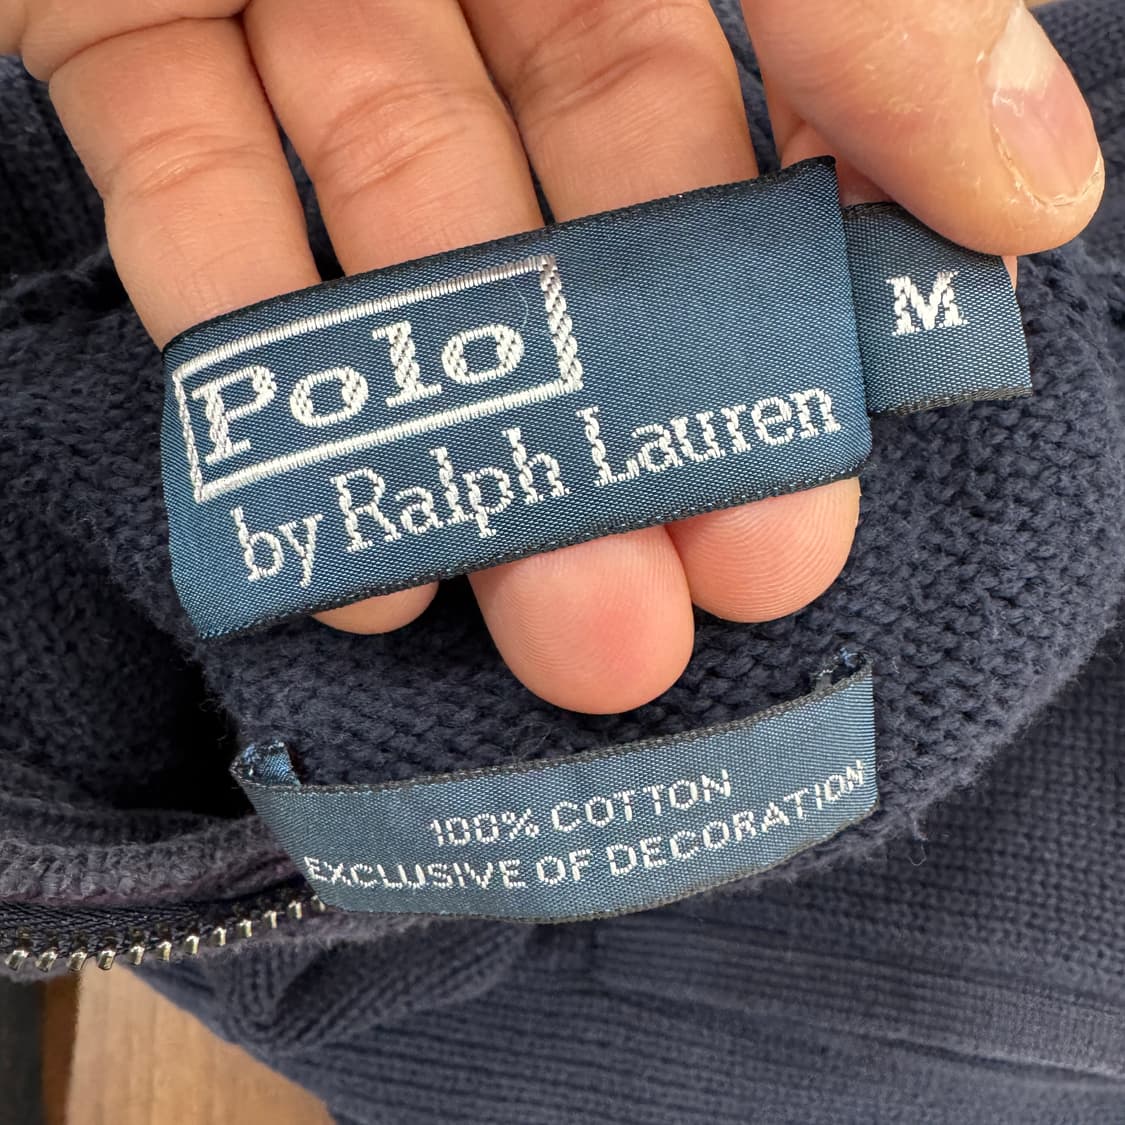 Polo
by Ralph Lauren
M
100% COTTON
EXCLUSIVE OF DECORATION